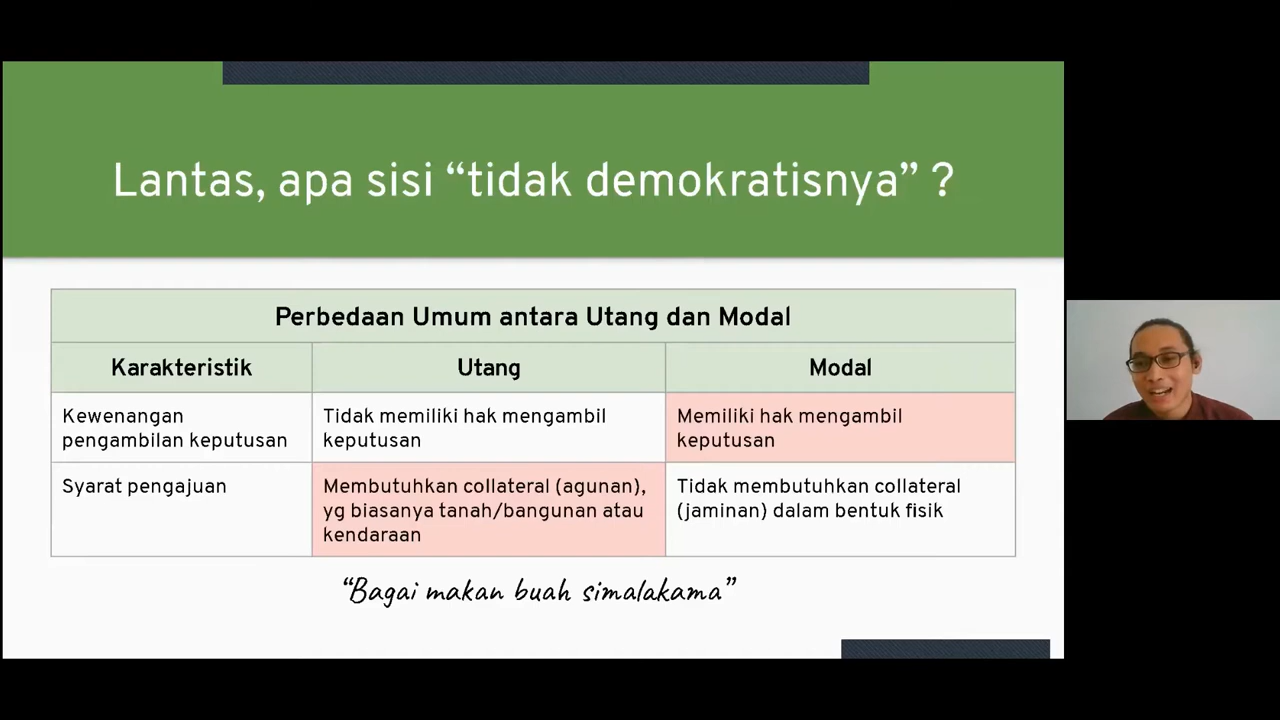 Lantas, apa sisi “tidak demokratisnya” ?
Perbedaan Umum antara Utang dan Modal
Karakteristik
Utang
Modal
Kewenangan
pengambilan keputusan
Tidak memiliki hak mengambil
keputusan
Memiliki hak mengambil
keputusan
Syarat pengajuan
Membutuhkan collateral (agunan),
yg biasanya tanah/bangunan atau
kendaraan
Tidak membutuhkan collateral
(jaminan) dalam bentuk fisik
“Bagai makan buah simalakama”